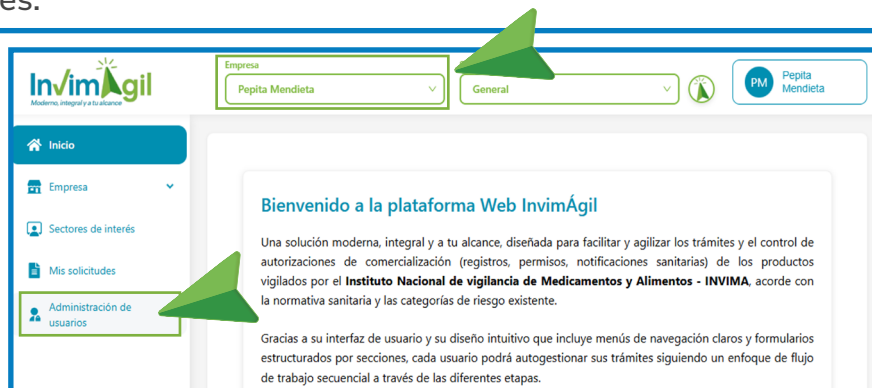 es.
InvimÁgil
Moderno, integral y a tu alcance
Empresa
Pepita Mendieta
General
PM
Pepita
Mendieta
Inicio
Empresa
Sectores de interés
Mis solicitudes
Administración de
usuarios
Bienvenido a la plataforma Web InvimÁgil
Una solución moderna, integral y a tu alcance, diseñada para facilitar y agilizar los trámites y el control de
autorizaciones de comercialización (registros, permisos, notificaciones sanitarias) de los productos
vigilados por el Instituto Nacional de vigilancia de Medicamentos y Alimentos - INVIMA, acorde con
la normativa sanitaria y las categorías de riesgo existente.
Gracias a su interfaz de usuario y su diseño intuitivo que incluye menús de navegación claros y formularios
estructurados por secciones, cada usuario podrá autogestionar sus trámites siguiendo un enfoque de flujo
de trabajo secuencial a través de las diferentes etapas.